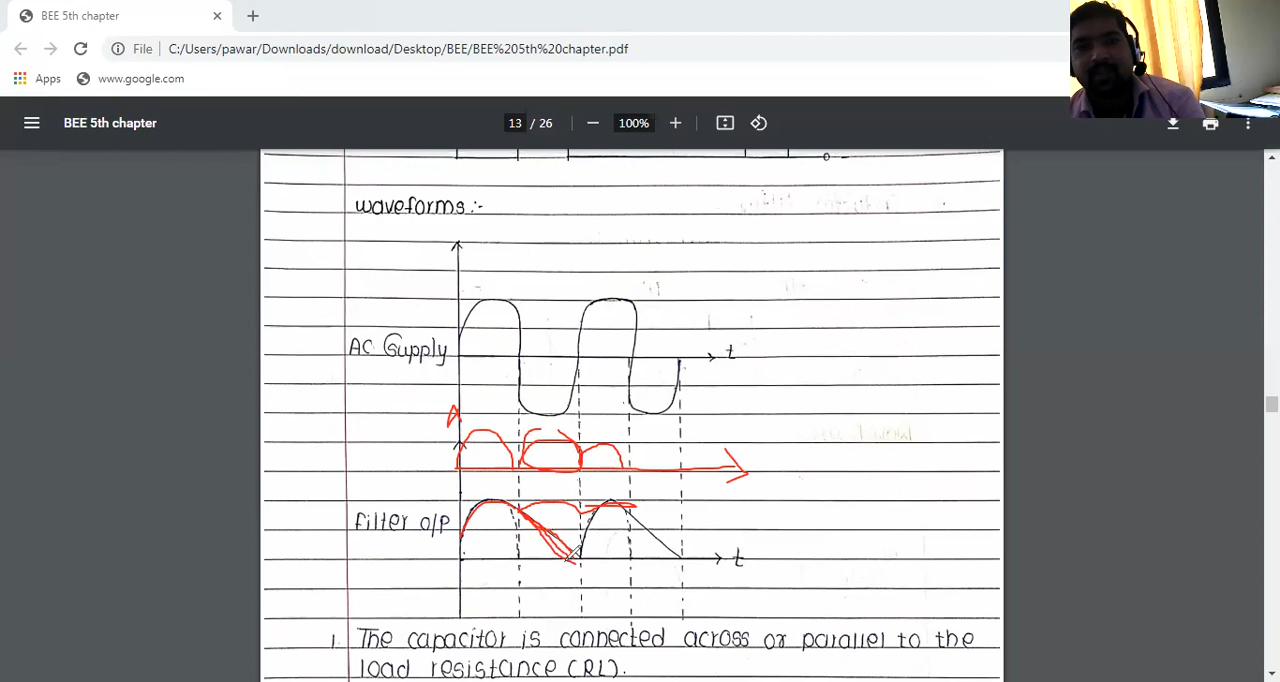 BEE 5th chapter
File C:/Users/pawar/Downloads/download/Desktop/BEE/BEE%205th%20chapter.pdf
Apps www.google.com
BEE 5th chapter 13 / 26 100%
waveforms:-
AC Supply
t
Filter o/p
t
1. The capacitor is connected across or parallel to the
load resistance (RL).